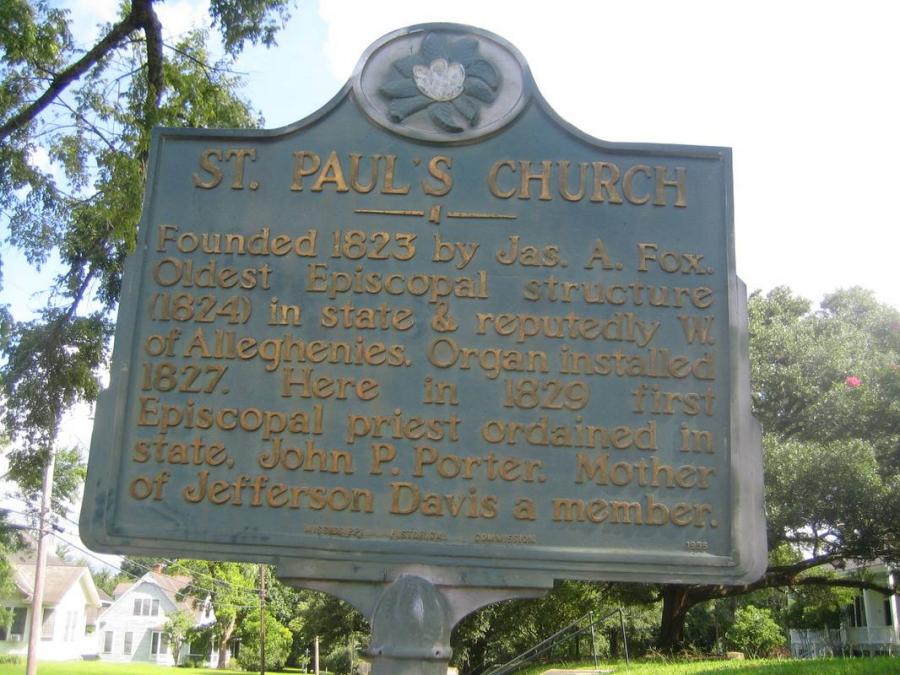 ST. PAUL'S CHURCH
Founded 1823 by Jas. A. Fox.
Oldest Episcopal structure
(1824) in state & reputedly W.
of Alleghenies. Organ installed
1827. Here in 1829 first
Episcopal priest ordained in
state, John P. Porter. Mother
of Jefferson Davis a member.
MISSISSIPPI HISTORICAL COMMISSION